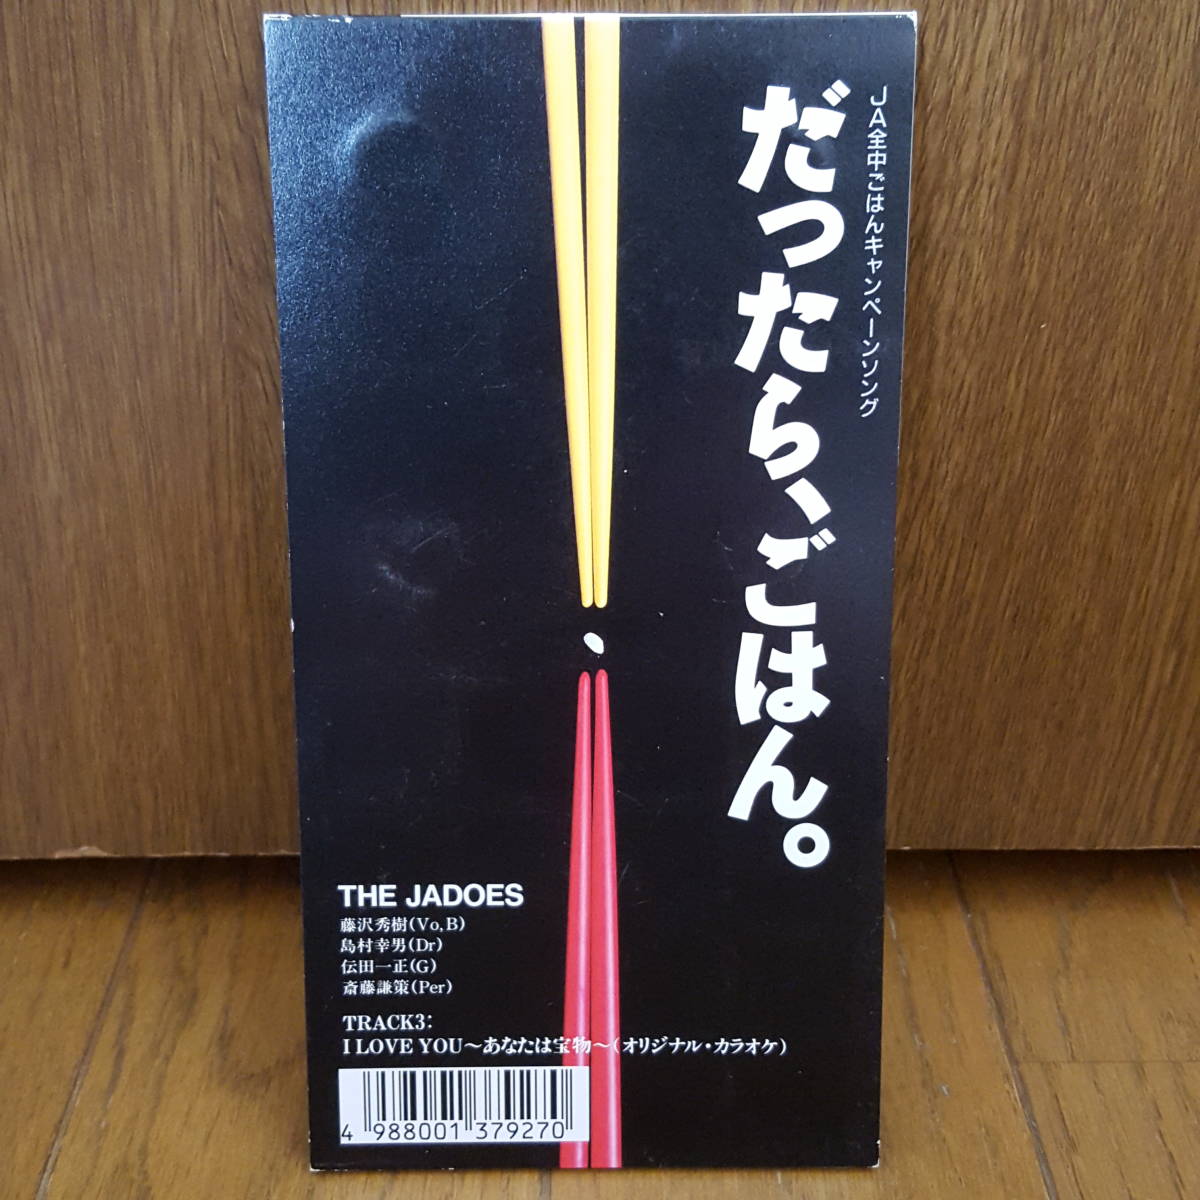 JA全中ごはんキャンペーンソング
だったら、ごはん。
THE JADOES
藤沢秀樹(Vo,B)
島村幸男(Dr)
伝田一正(G)
斎藤謙策(Per)
TRACK3:
I LOVE YOU〜あなたは宝物〜(オリジナル・カラオケ)
4 988001 379270